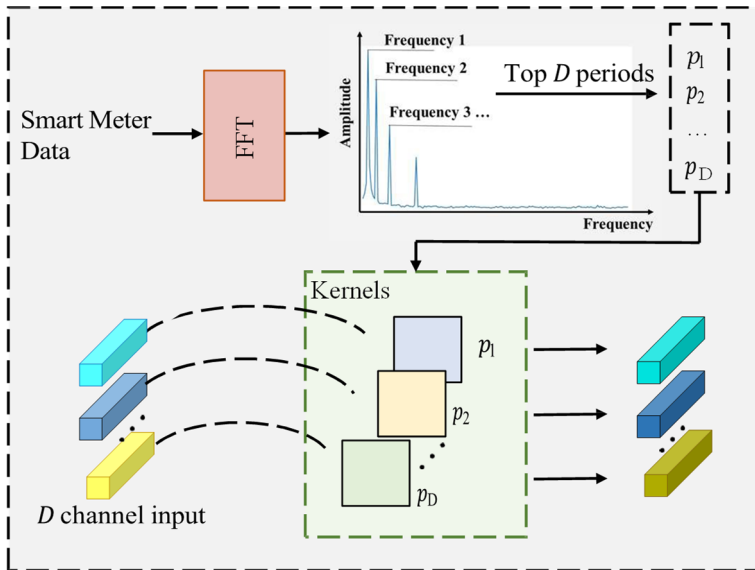 Smart Meter
Data
FFT
Amplitude
Frequency 1
Frequency 2
Frequency 3 ...
Frequency
Top D periods
p1
p2
...
pD
Kernels
p1
p2
pD
D channel input